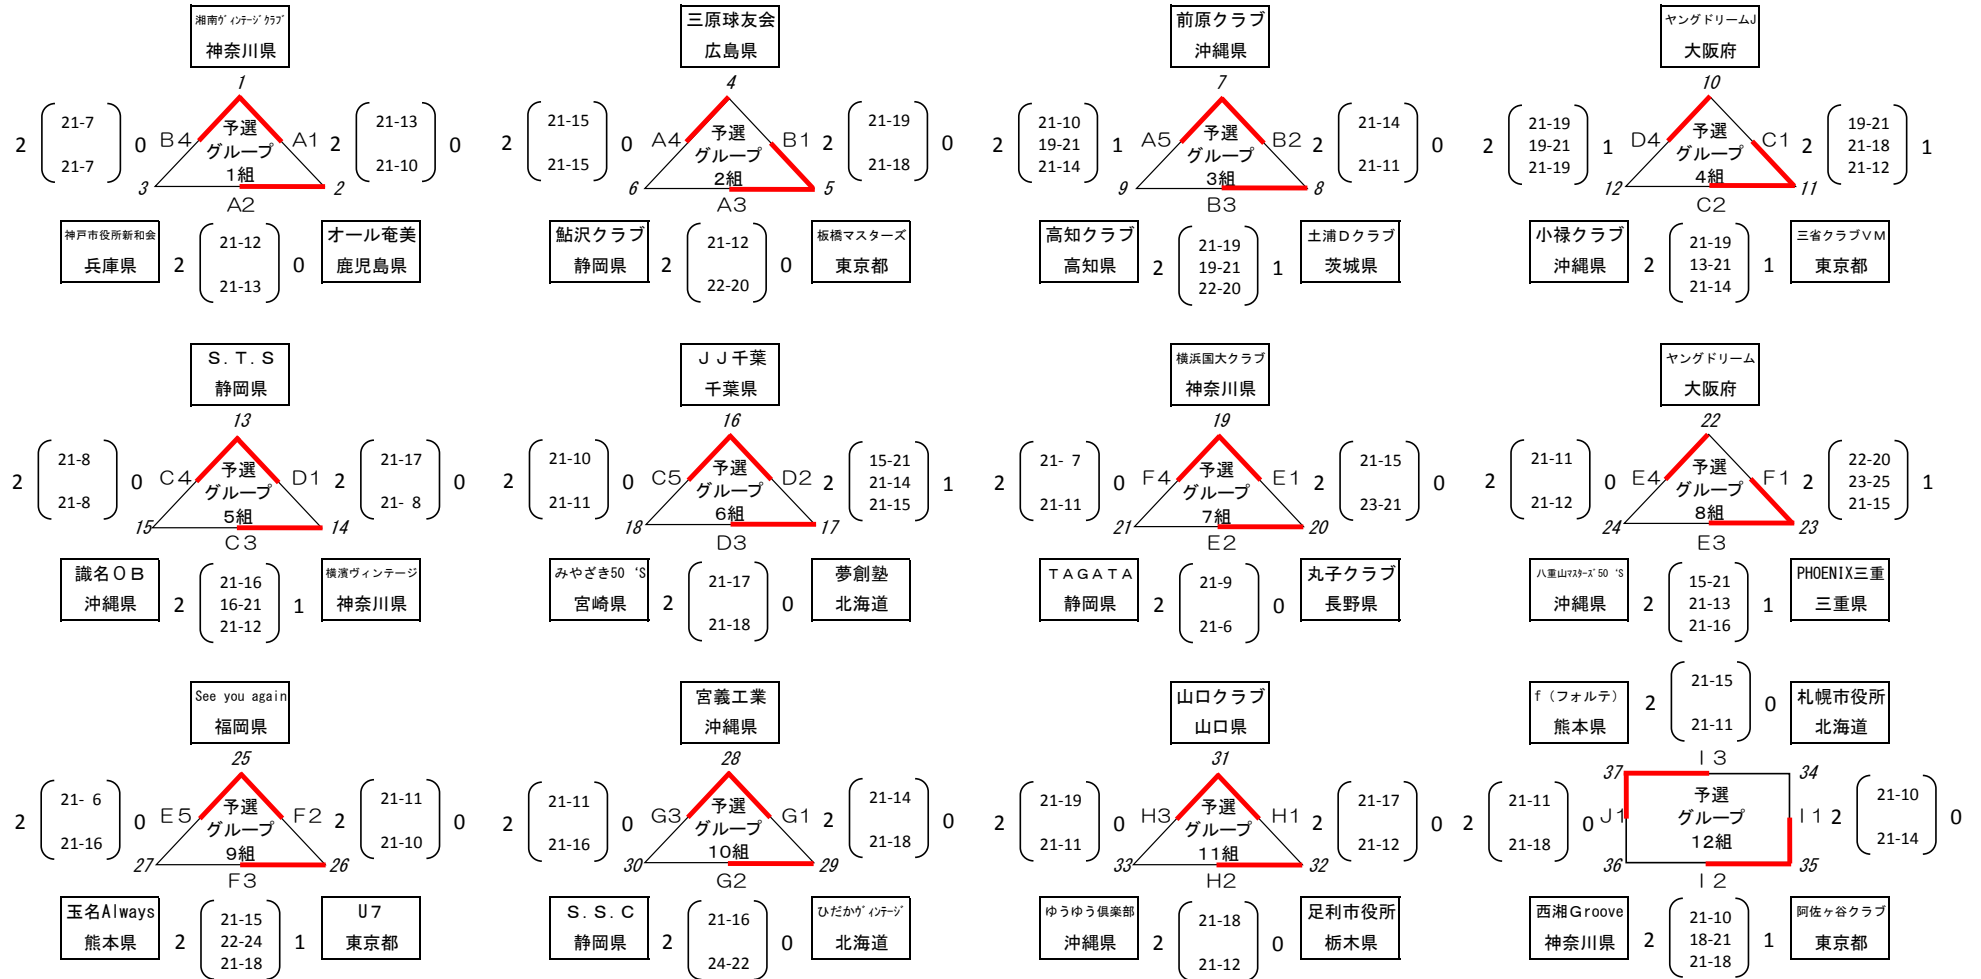 湘南ヴィンテージクラブ
神奈川県
1
2
21-7
21-7
0
B4
予選
グループ
1組
A1
2
21-13
21-10
0
3
2
A2
神戸市役所新和会
兵庫県
2
21-12
21-13
0
オール奄美
鹿児島県
三原球友会
広島県
4
2
21-15
21-15
0
A4
予選
グループ
2組
B1
2
21-19
21-18
0
6
5
A3
鮎沢クラブ
静岡県
2
21-12
22-20
0
板橋マスターズ
東京都
前原クラブ
沖縄県
7
2
21-10
19-21
21-14
1
A5
予選
グループ
3組
B2
2
21-14
21-11
0
9
8
B3
高知クラブ
高知県
2
21-19
19-21
22-20
1
土浦Dクラブ
茨城県
ヤングドリームJ
大阪府
10
2
21-19
19-21
21-19
1
D4
予選
グループ
4組
C1
2
19-21
21-18
21-12
1
12
11
C2
小禄クラブ
沖縄県
2
21-19
13-21
21-14
1
三省クラブVM
東京都
S.T.S
静岡県
13
2
21-8
21-8
0
C4
予選
グループ
5組
D1
2
21-17
21- 8
0
15
14
C3
識名OB
沖縄県
2
21-16
16-21
21-12
1
横濱ヴィンテージ
神奈川県
JJ千葉
千葉県
16
2
21-10
21-11
0
C5
予選
グループ
6組
D2
2
15-21
21-14
21-15
1
18
17
D3
みやざき50‘S
宮崎県
2
21-17
21-18
0
夢創塾
北海道
横浜国大クラブ
神奈川県
19
2
21- 7
21-11
0
F4
予選
グループ
7組
E1
2
21-15
23-21
0
21
20
E2
TAGATA
静岡県
2
21-9
21-6
0
丸子クラブ
長野県
ヤングドリーム
大阪府
22
2
21-11
21-12
0
E4
予選
グループ
8組
F1
2
22-20
23-25
21-15
1
24
23
E3
八重山マスターズ50‘S
沖縄県
2
15-21
21-13
21-16
1
PHOENIX三重
三重県
See you again
福岡県
25
2
21- 6
21-16
0
E5
予選
グループ
9組
F2
2
21-11
21-10
0
27
26
F3
玉名Always
熊本県
2
21-15
22-24
21-18
1
U7
東京都
宮義工業
沖縄県
28
2
21-11
21-16
0
G3
予選
グループ
10組
G1
2
21-14
21-18
0
30
29
G2
S.S.C
静岡県
2
21-16
24-22
0
ひだかヴィンテージ
北海道
山口クラブ
山口県
31
2
21-19
21-11
0
H3
予選
グループ
11組
H1
2
21-17
21-12
0
33
32
H2
ゆうゆう倶楽部
沖縄県
2
21-18
21-12
0
足利市役所
栃木県
f(フォルテ)
熊本県
2
21-15
21-11
0
札幌市役所
北海道
I3
37
34
2
21-11
21-18
0
J1
予選
グループ
12組
I1
2
21-10
21-14
0
36
35
I2
西湘Groove
神奈川県
2
21-10
18-21
21-18
1
阿佐ヶ谷クラブ
東京都